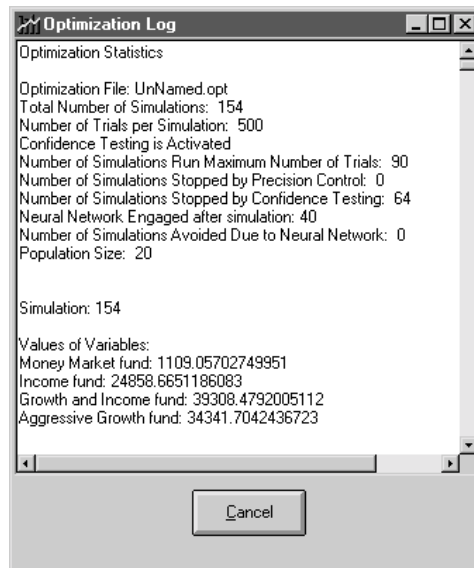 Optimization Log
Optimization Statistics
Optimization File: UnNamed.opt
Total Number of Simulations: 154
Number of Trials per Simulation: 500
Confidence Testing is Activated
Number of Simulations Run Maximum Number of Trials: 90
Number of Simulations Stopped by Precision Control: 0
Number of Simulations Stopped by Confidence Testing: 64
Neural Network Engaged after simulation: 40
Number of Simulations Avoided Due to Neural Network: 0
Population Size: 20
Simulation: 154
Values of Variables:
Money Market fund: 1109.05702749951
Income fund: 24858.6651186083
Growth and Income fund: 39308.4792005112
Aggressive Growth fund: 34341.7042436723
Cancel